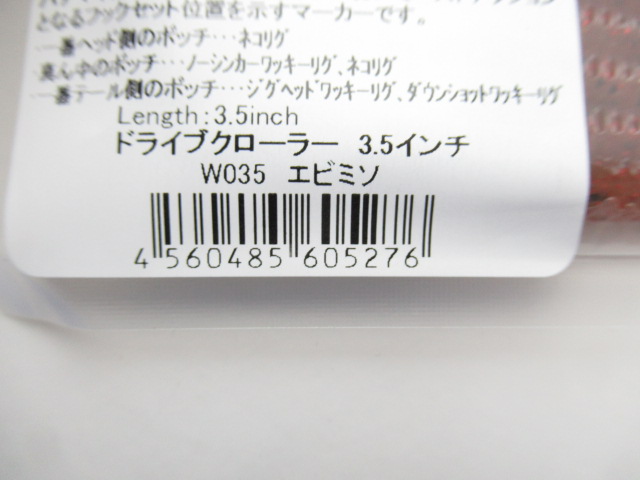 となるフックセット位置を示すマーカーです。
一番ヘッド側のポッチ…ネコリグ
真ん中のポッチ…ノーシンカーワッキーリグ、ネコリグ
一番テール側のポッチ…ジグヘッドワッキーリグ、ダウンショットワッキーリグ
Length:3.5inch
ドライブクローラー 3.5インチ
W035 エビミソ
4 560485 605276